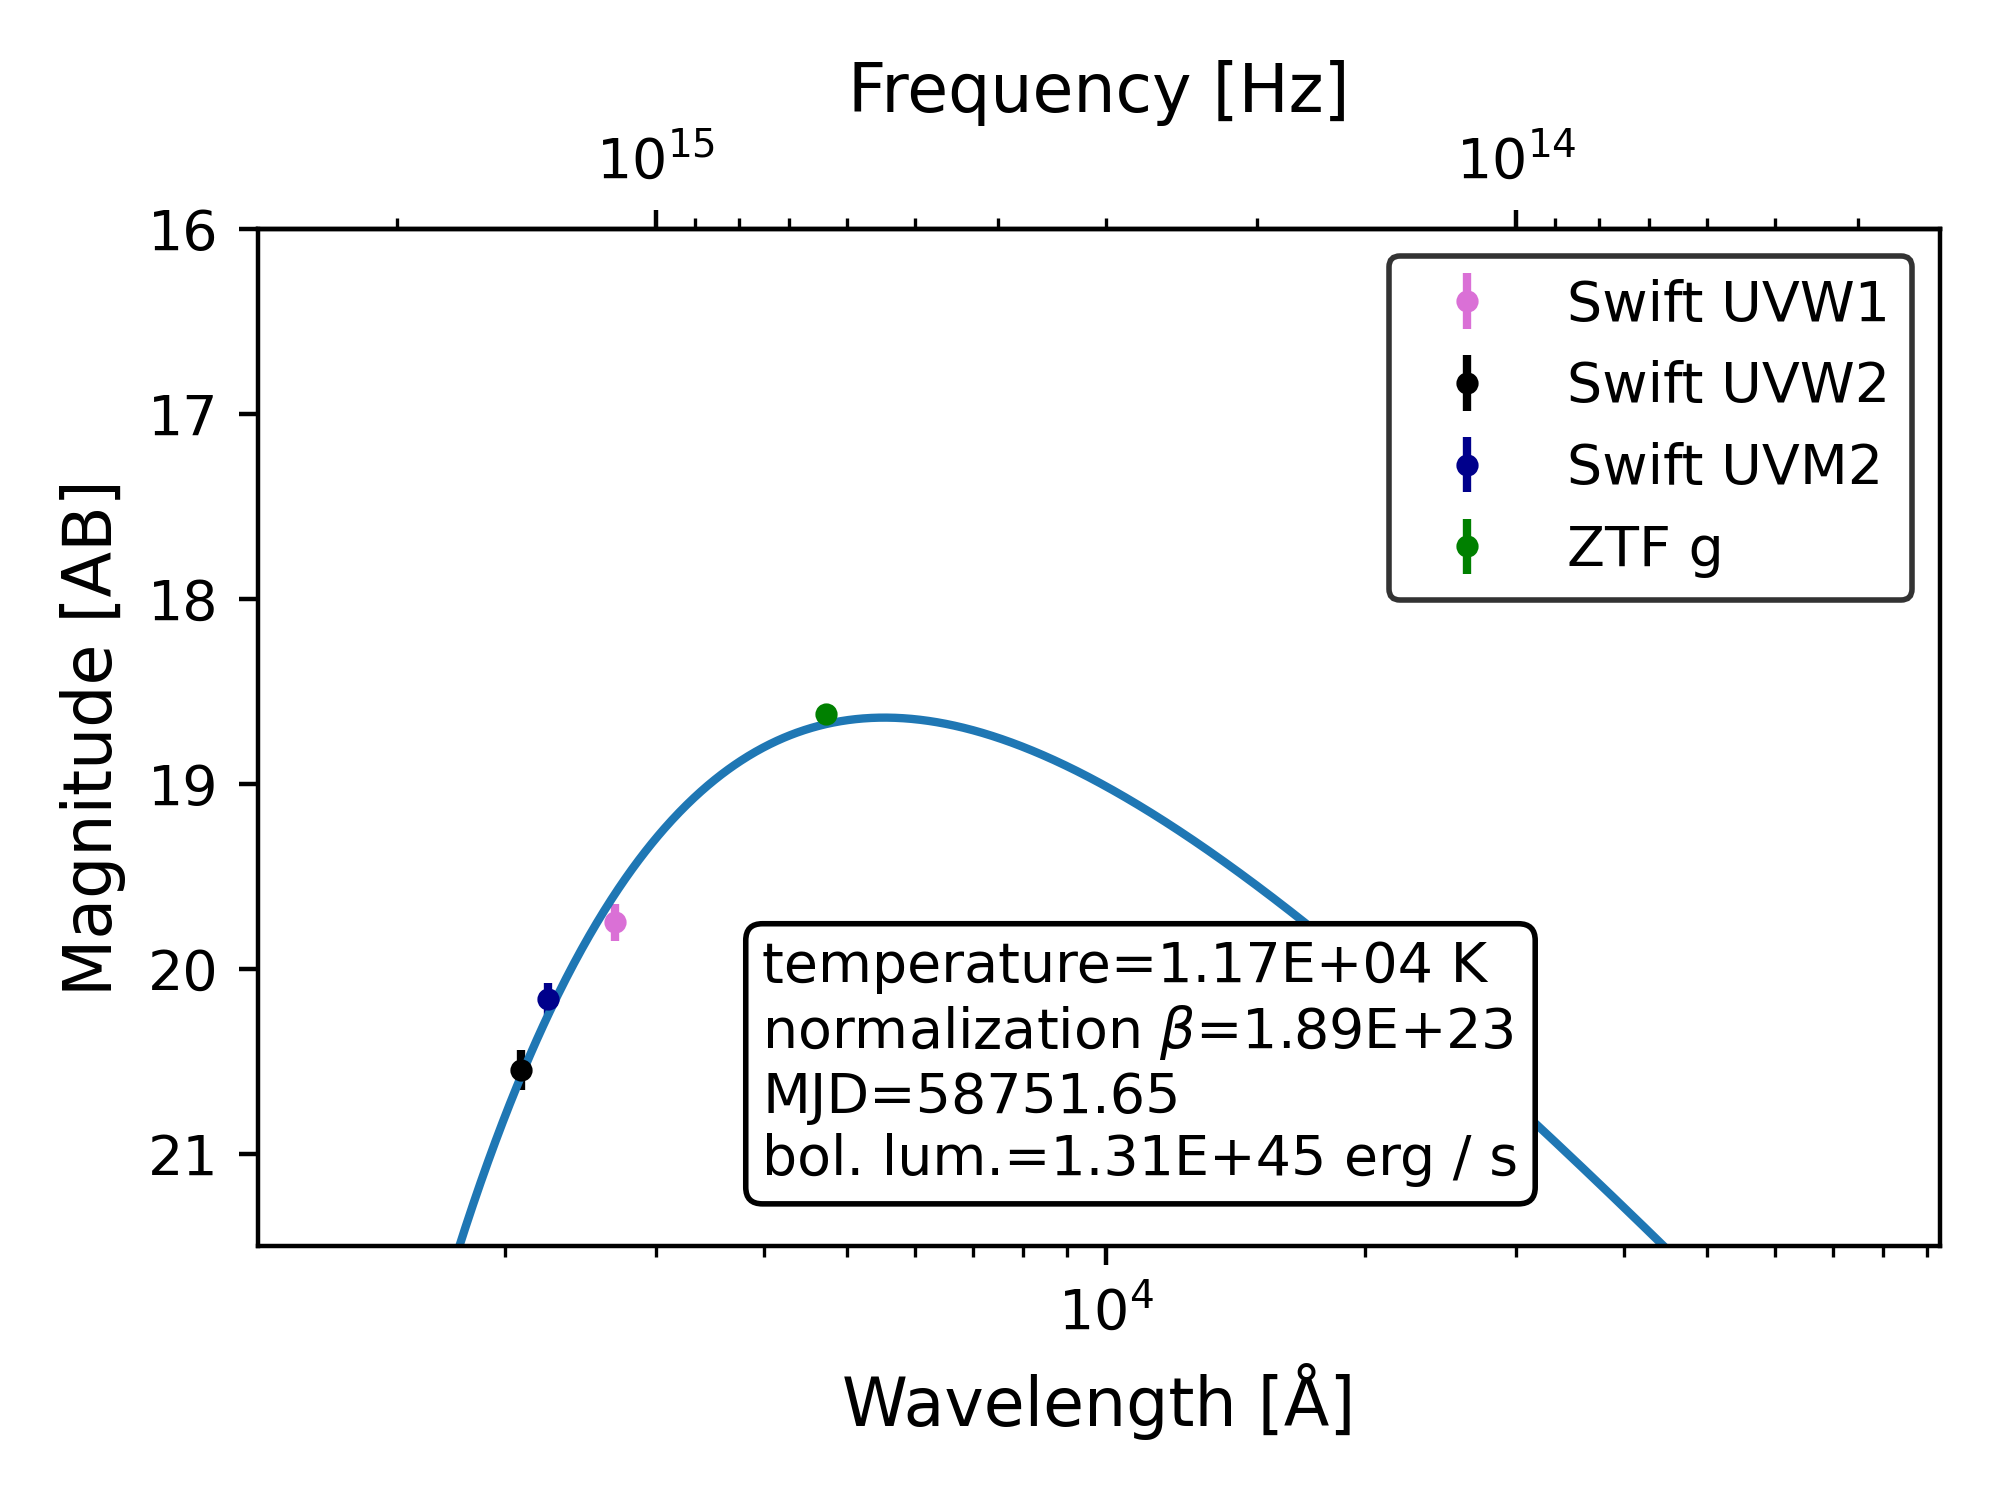 Frequency [Hz]
10^15 10^14
16
17
18
19
20
21
Magnitude [AB]
Swift UVW1
Swift UVW2
Swift UVM2
ZTF g
temperature=1.17E+04 K
normalization β=1.89E+23
MJD=58751.65
bol. lum.=1.31E+45 erg / s
10^4
Wavelength [Å]